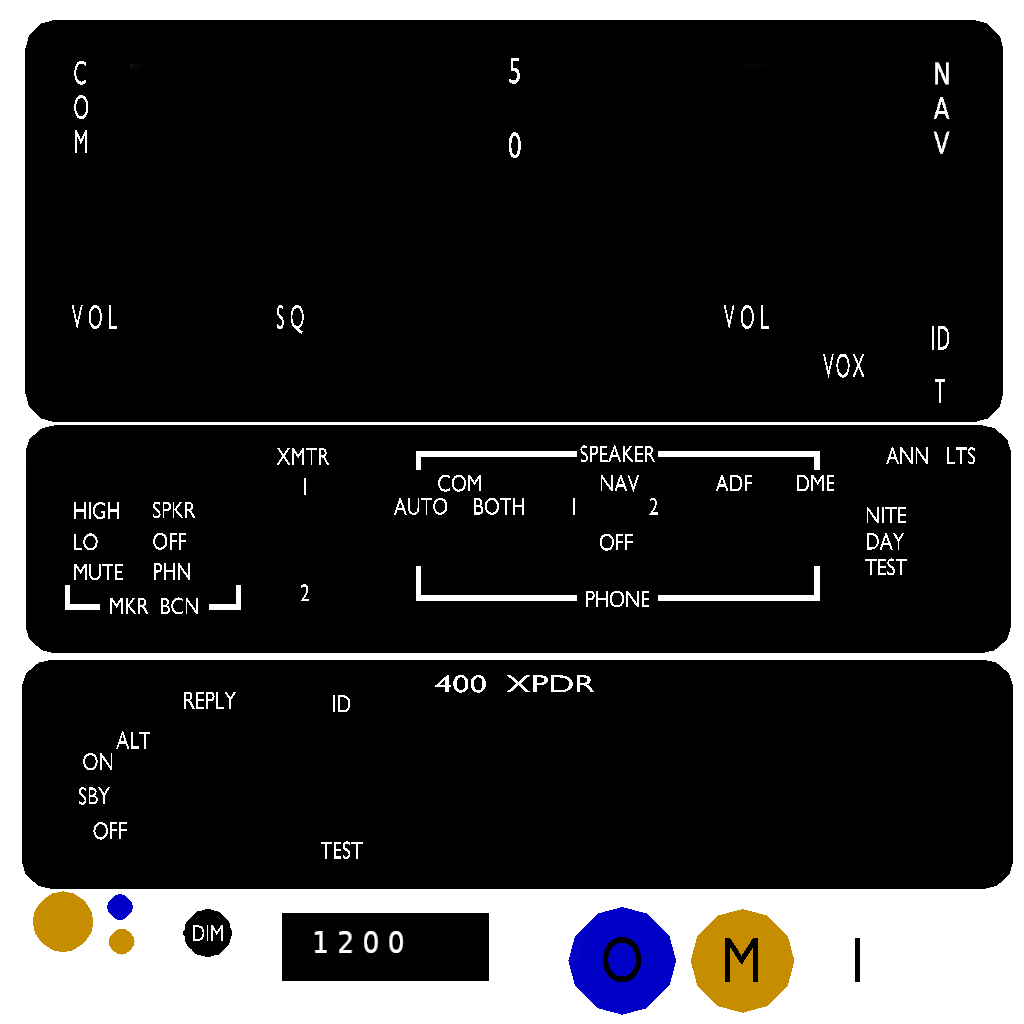 C 5 N
O A
M 0 V
VOL SQ VOL
ID
VOX
T
XMTR SPEAKER ANN LTS
1 COM NAV ADF DME
HIGH SPKR AUTO BOTH 1 2 NITE
LO OFF OFF DAY
MUTE PHN TEST
2 PHONE
MKR BCN
400 XPDR
REPLY ID
ALT
ON
SBY
OFF
TEST
DIM 1200 O M I